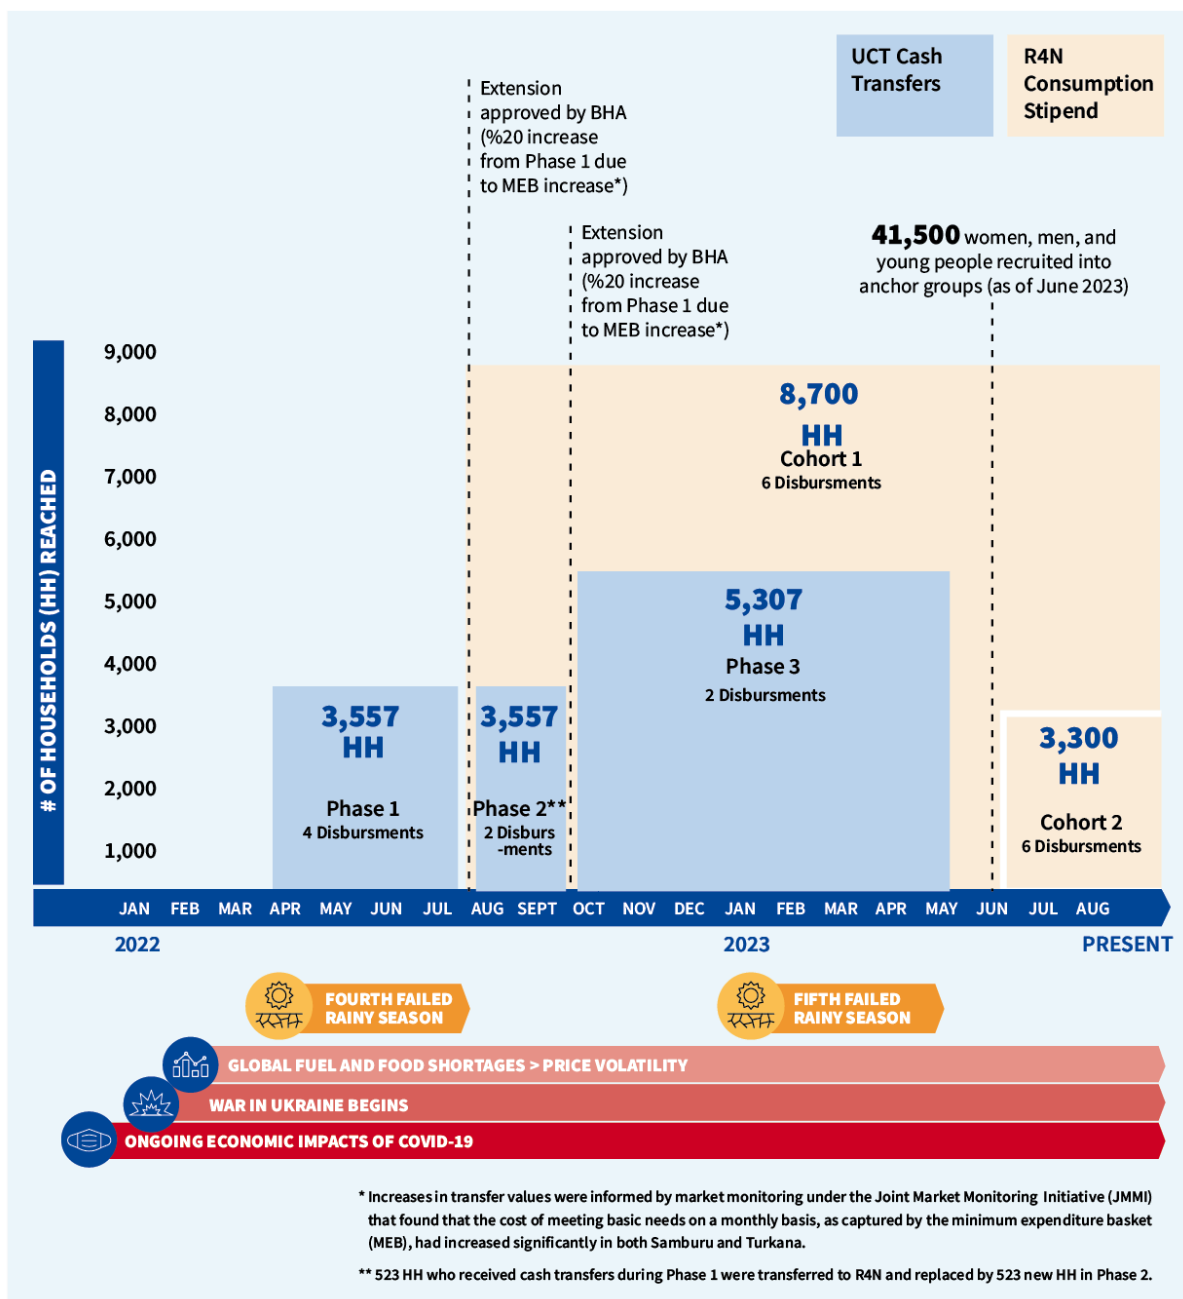 UCT Cash
Transfers
R4N
Consumption
Stipend
Extension
approved by BHA
(%20 increase
from Phase 1 due
to MEB increase*)
Extension
approved by BHA
(%20 increase
from Phase 1 due
to MEB increase*)
41,500 women, men, and
young people recruited into
anchor groups (as of June 2023)
# OF HOUSEHOLDS (HH) REACHED
9,000
8,000
7,000
6,000
5,000
4,000
3,000
2,000
1,000
8,700
HH
Cohort 1
6 Disbursments
5,307
HH
Phase 3
2 Disbursments
3,557
HH
Phase 1
4 Disbursments
3,557
HH
Phase 2**
2 Disburs
-ments
3,300
HH
Cohort 2
6 Disbursments
JAN FEB MAR APR MAY JUN JUL AUG SEPT OCT NOV DEC JAN FEB MAR APR MAY JUN JUL AUG
2022 2023 PRESENT
FOURTH FAILED
RAINY SEASON
FIFTH FAILED
RAINY SEASON
GLOBAL FUEL AND FOOD SHORTAGES > PRICE VOLATILITY
WAR IN UKRAINE BEGINS
ONGOING ECONOMIC IMPACTS OF COVID-19
* Increases in transfer values were informed by market monitoring under the Joint Market Monitoring Initiative (JMMI)
that found that the cost of meeting basic needs on a monthly basis, as captured by the minimum expenditure basket
(MEB), had increased significantly in both Samburu and Turkana.
** 523 HH who received cash transfers during Phase 1 were transferred to R4N and replaced by 523 new HH in Phase 2.